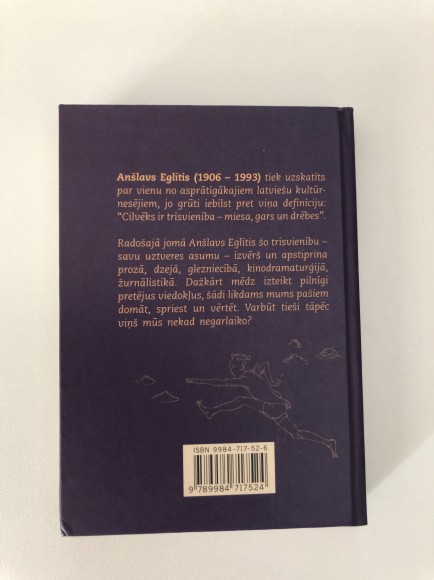 Anšlavs Eglītis (1906 – 1993) tiek uzskatīts
par vienu no asprātīgākajiem latviešu kultūr-
nesējiem, jo grūti iebilst pret viņa definīciju:
“Cilvēks ir trīsvienība – miesa, gars un drēbes”.
Radošajā jomā Anšlavs Eglītis šo trīsvienību –
savu uztveres asumu – izvērš un apstiprina
prozā, dzejā, glezniecībā, kinodramaturģijā,
žurnālistikā. Dažkārt mēdz izteikt pilnīgi
pretējus viedokļus, šādi likdams mums pašiem
domāt, spriest un vērtēt. Varbūt tieši tāpēc
viņš mūs nekad negarlaiko?
ISBN 9984-717-52-6
9 789984 717524